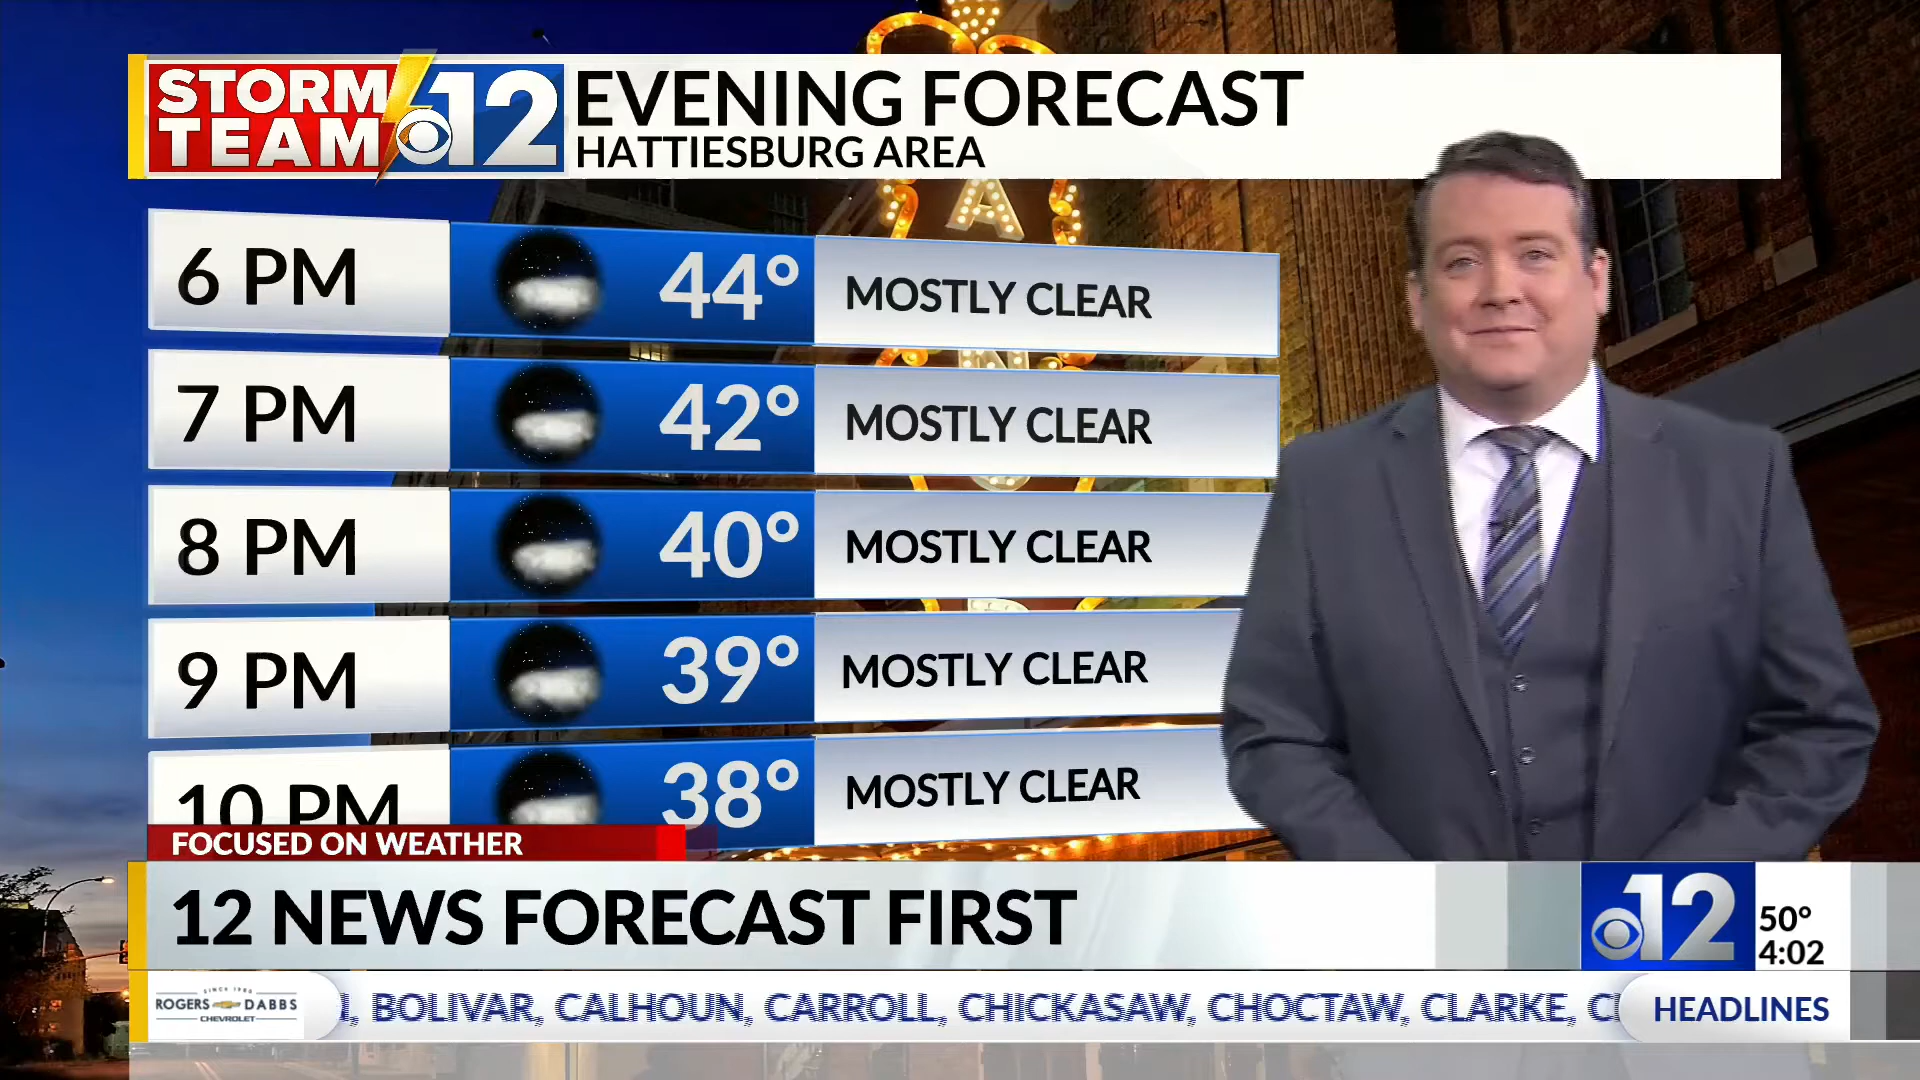 STORM TEAM 12
EVENING FORECAST
HATTIESBURG AREA
A
N
6 PM 44° MOSTLY CLEAR
7 PM 42° MOSTLY CLEAR
8 PM 40° MOSTLY CLEAR
9 PM 39° MOSTLY CLEAR
10 PM 38° MOSTLY CLEAR
FOCUSED ON WEATHER
12 NEWS FORECAST FIRST
12
50°
4:02
SINCE 1980
ROGERS DABBS
CHEVROLET
, BOLIVAR, CALHOUN, CARROLL, CHICKASAW, CHOCTAW, CLARKE,
HEADLINES